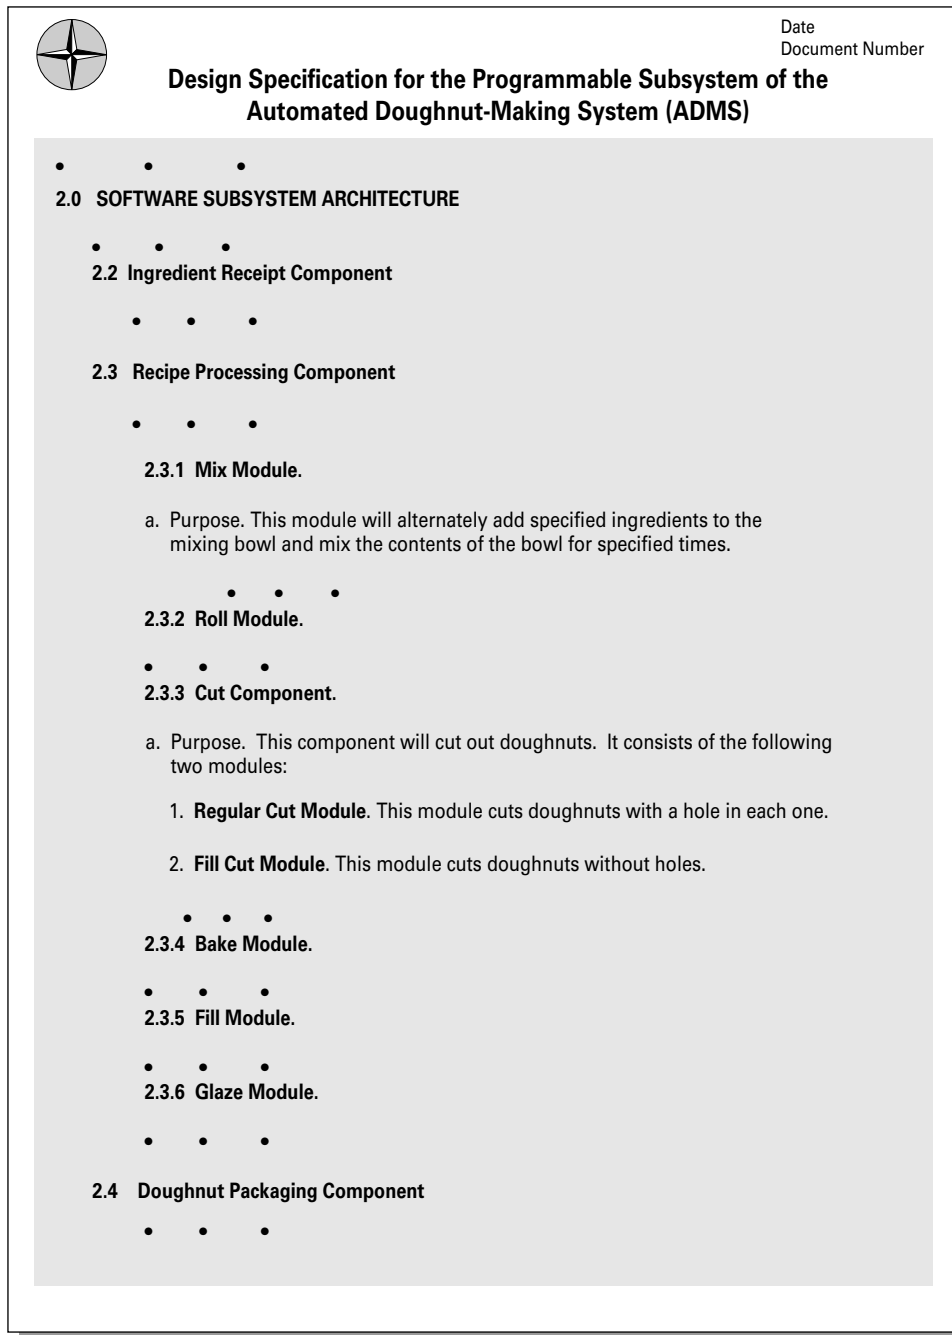 Date
Document Number
Design Specification for the Programmable Subsystem of the
Automated Doughnut-Making System (ADMS)
• • •
2.0 SOFTWARE SUBSYSTEM ARCHITECTURE
• • •
2.2 Ingredient Receipt Component
• • •
2.3 Recipe Processing Component
• • •
2.3.1 Mix Module.
a. Purpose. This module will alternately add specified ingredients to the
mixing bowl and mix the contents of the bowl for specified times.
• • •
2.3.2 Roll Module.
• • •
2.3.3 Cut Component.
a. Purpose. This component will cut out doughnuts. It consists of the following
two modules:
1. Regular Cut Module. This module cuts doughnuts with a hole in each one.
2. Fill Cut Module. This module cuts doughnuts without holes.
• • •
2.3.4 Bake Module.
• • •
2.3.5 Fill Module.
• • •
2.3.6 Glaze Module.
• • •
2.4 Doughnut Packaging Component
• • •